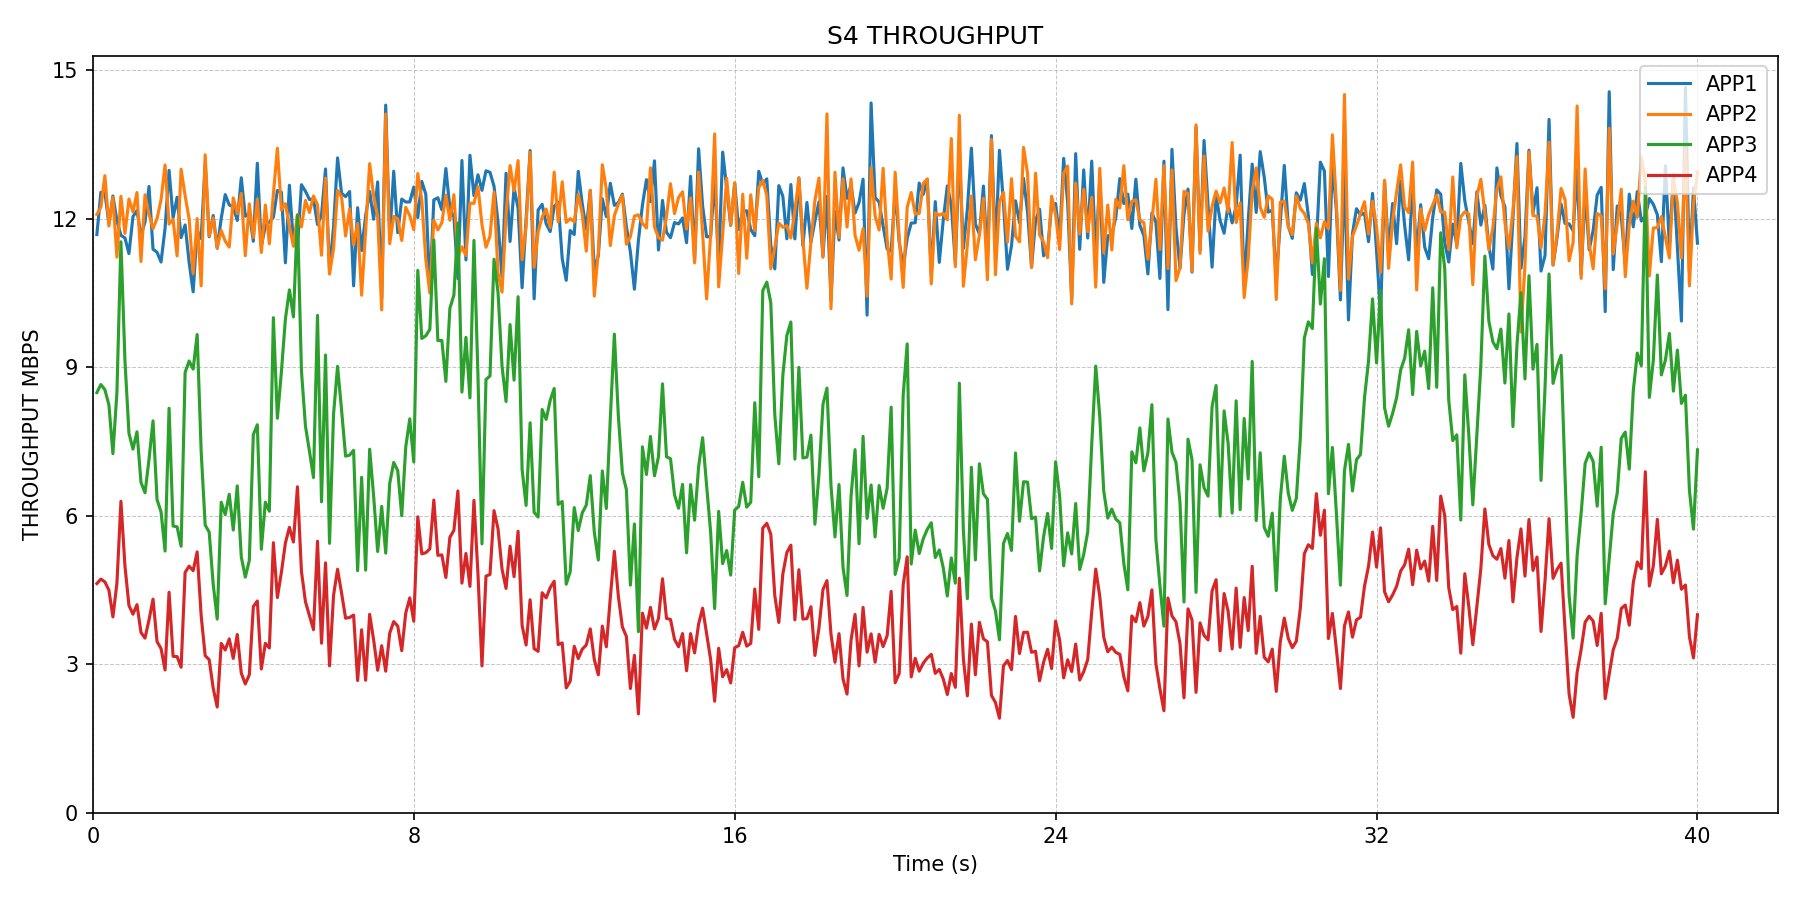 S4 THROUGHPUT
15
12
9
6
3
0
THROUGHPUT MBPS
0 8 16 24 32 40
Time (s)
APP1
APP2
APP3
APP4